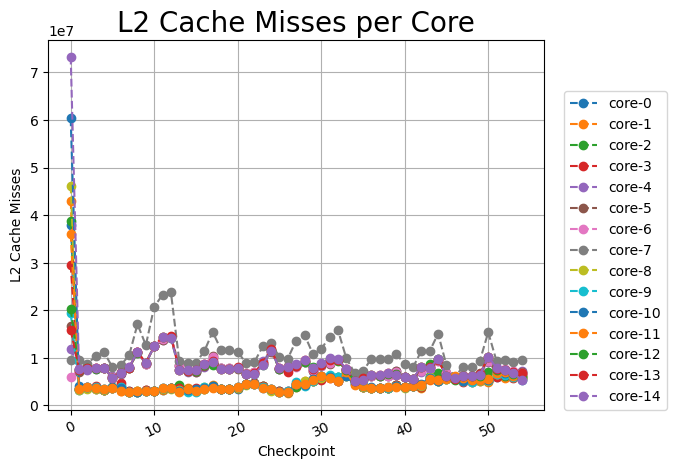 L2 Cache Misses per Core
1e7
7
6
5
4
3
2
1
0
L2 Cache Misses
0
10
20
30
40
50
Checkpoint
core-0
core-1
core-2
core-3
core-4
core-5
core-6
core-7
core-8
core-9
core-10
core-11
core-12
core-13
core-14